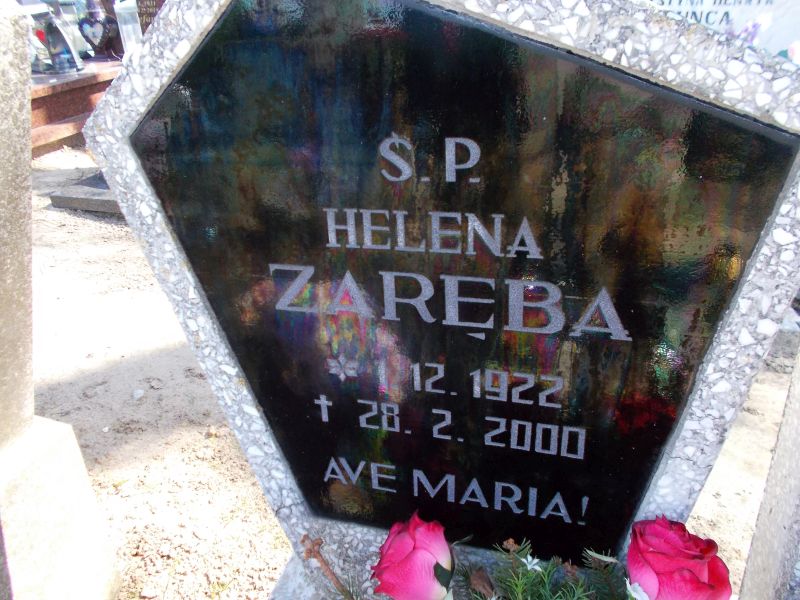 Ś. P.
HELENA
ZARĘBA
* 1. 12. 1922
† 28. 2. 2000
AVE MARIA!